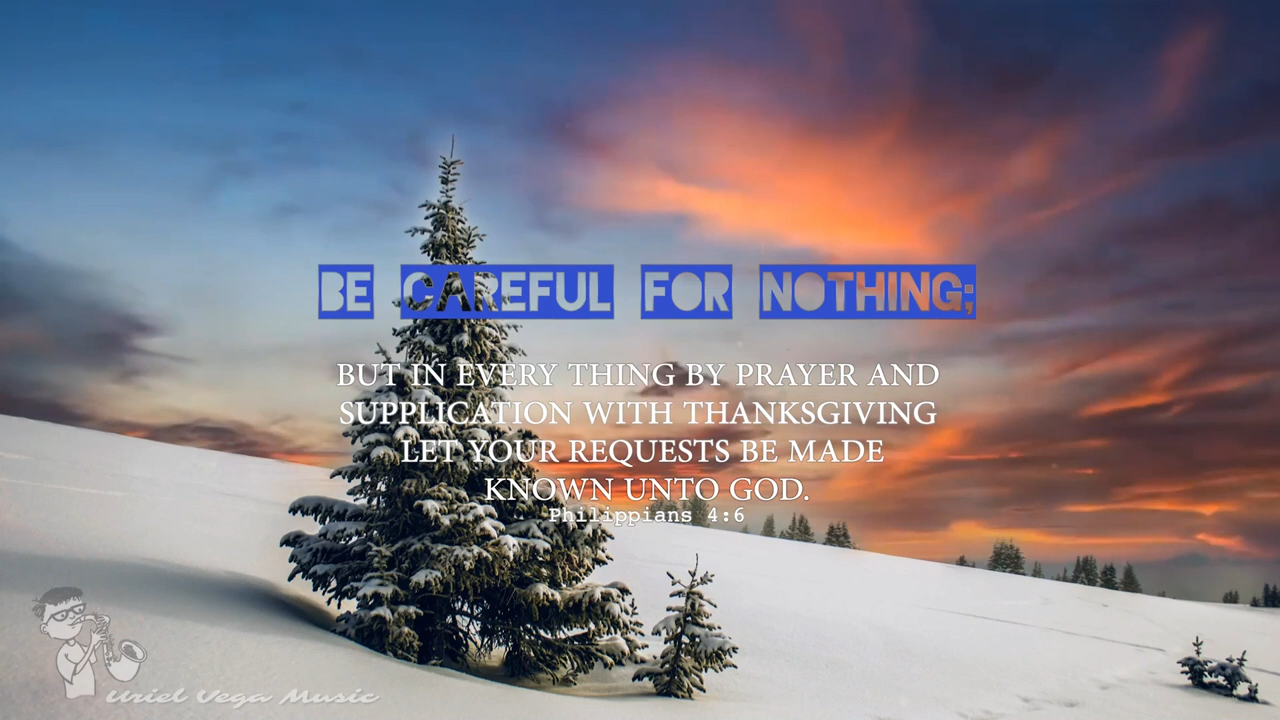 BE CAREFUL FOR NOTHING;
BUT IN EVERY THING BY PRAYER AND
SUPPLICATION WITH THANKSGIVING
LET YOUR REQUESTS BE MADE
KNOWN UNTO GOD.
Philippians 4:6
Uriel Vega Music